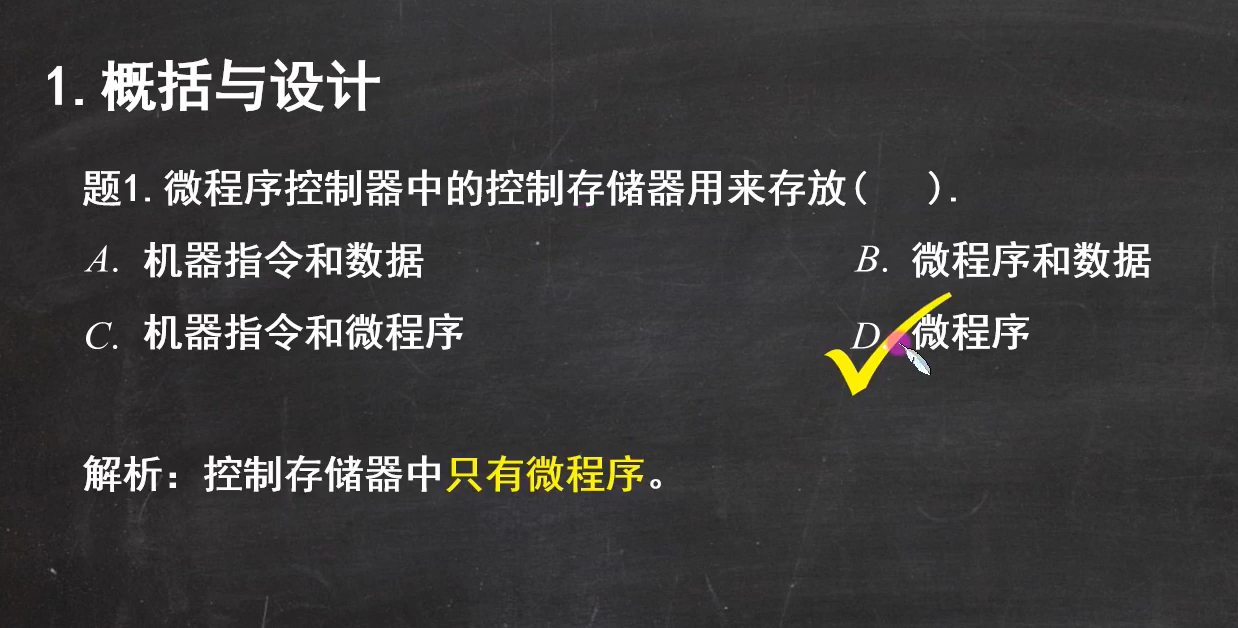 1.概括与设计
题1.微程序控制器中的控制存储器用来存放(　).
A. 机器指令和数据　B. 微程序和数据
C. 机器指令和微程序　D. 微程序
解析：控制存储器中只有微程序。